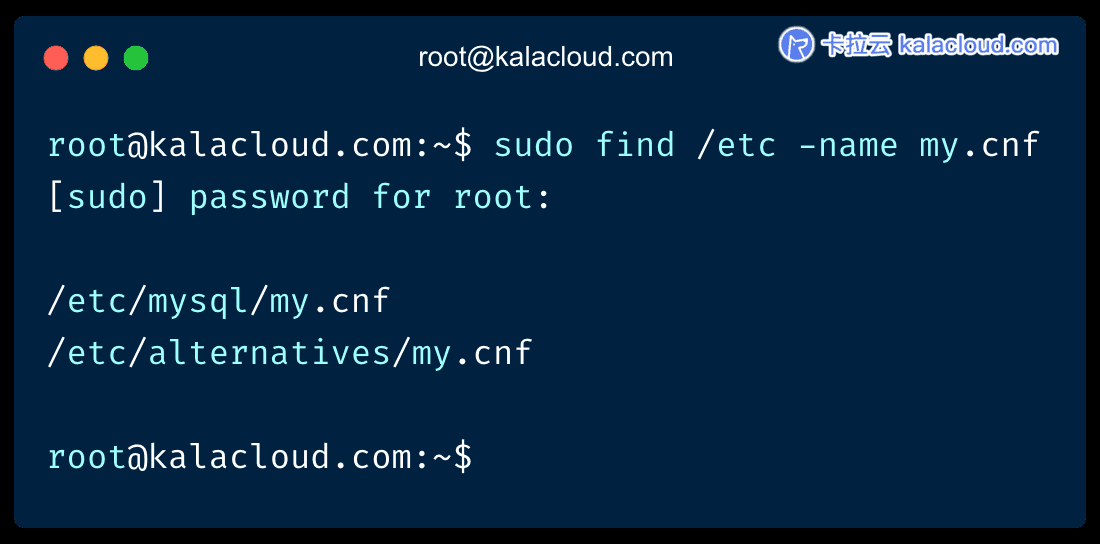 root@kalacloud.com
卡拉云 kalacloud.com
root@kalacloud.com:~$ sudo find /etc -name my.cnf
[sudo] password for root:
/etc/mysql/my.cnf
/etc/alternatives/my.cnf
root@kalacloud.com:~$